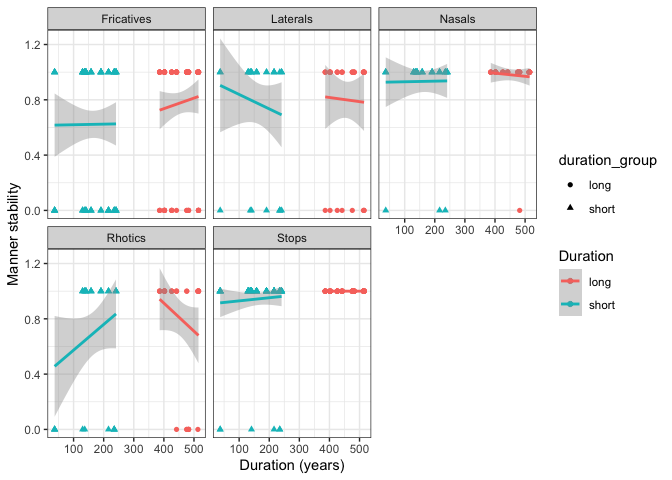 Fricatives
Laterals
Nasals
1.2
0.8
0.4
0.0
100 200 300 400 500
Manner stability
Rhotics
Stops
1.2
0.8
0.4
0.0
100 200 300 400 500
100 200 300 400 500
Duration (years)
duration_group
long
short
Duration
long
short